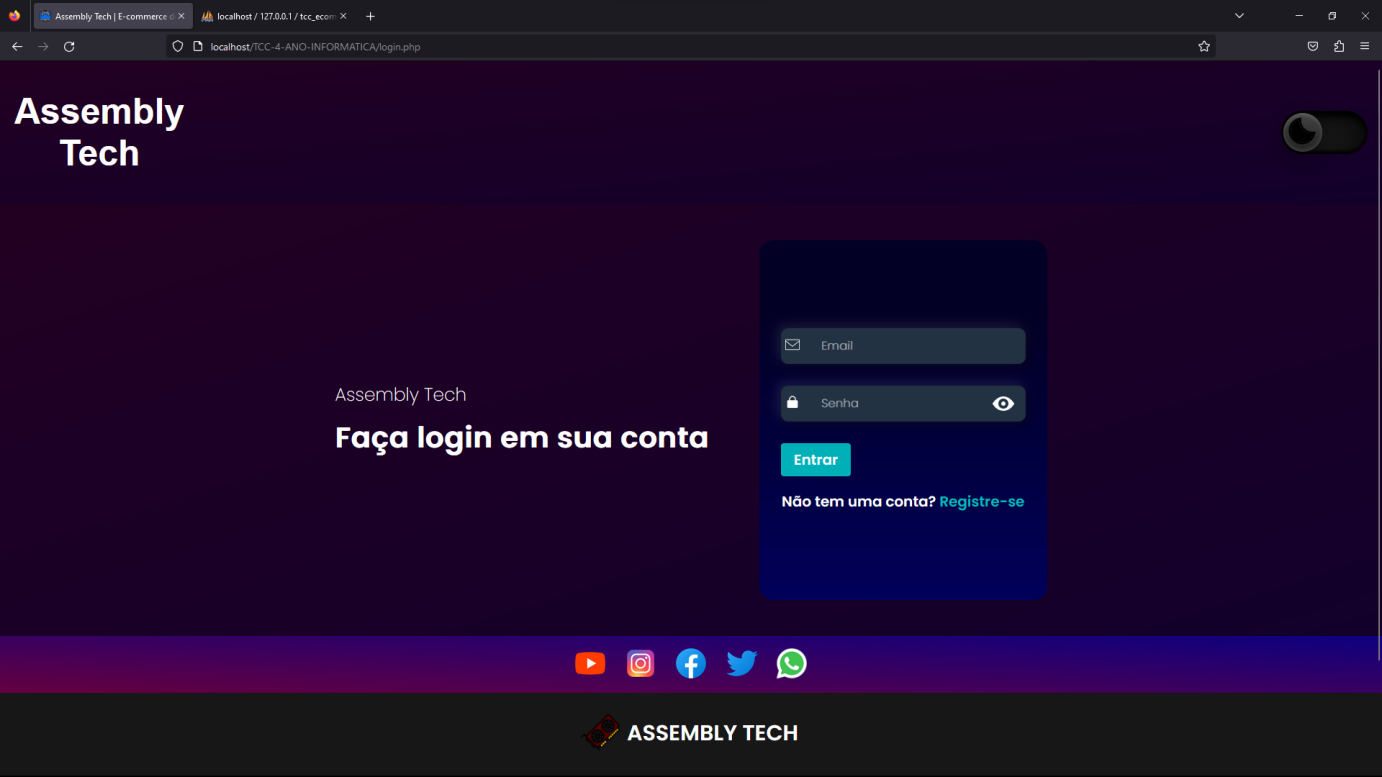 Assembly Tech | E-commerce d
localhost / 127.0.0.1 / tcc_ecom
localhost/TCC-4-ANO-INFORMATICA/login.php
Assembly
Tech
Assembly Tech
Faça login em sua conta
Email
Senha
Entrar
Não tem uma conta? Registre-se
ASSEMBLY TECH